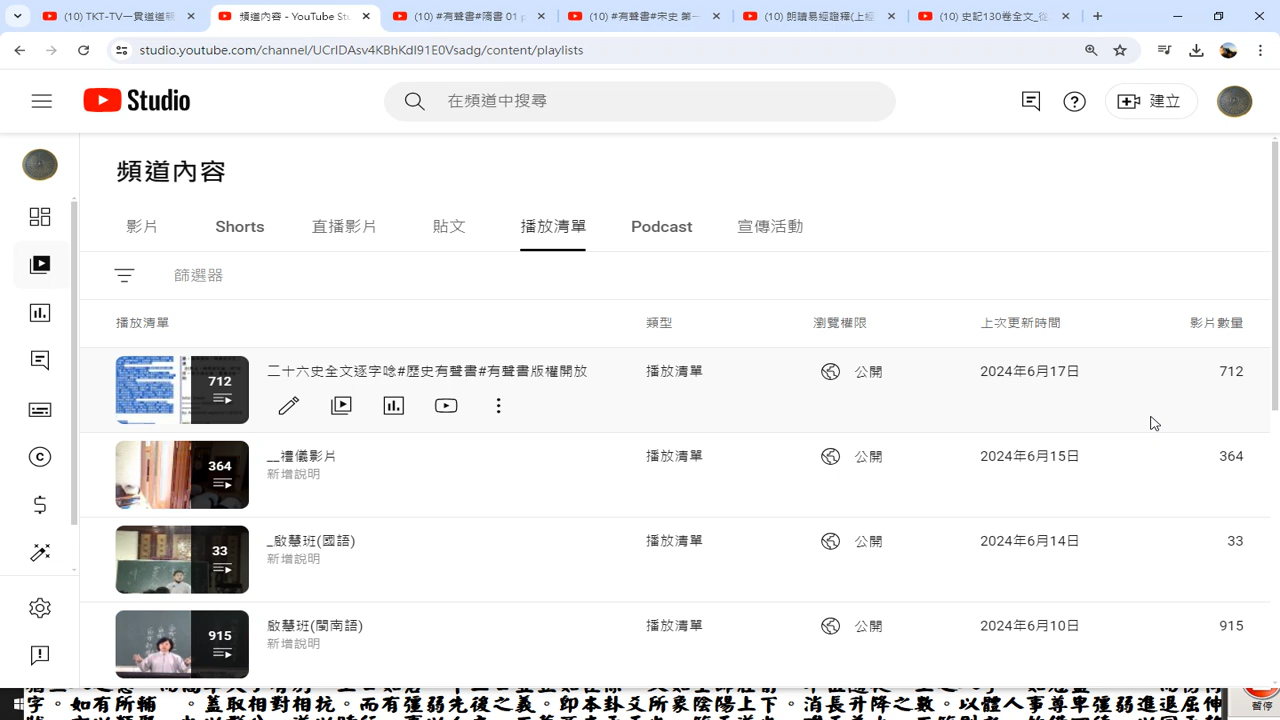 (10) TKT-TV一貫道道
頻道內容 - YouTube Stu
(10) #有聲書#蕭書 01 p
(10) #有聲書#宋史 第一
(10) 朗讀易經證釋(上經
(10) 史記130卷全文_從
studio.youtube.com/channel/UCrIDAsv4KBhKdI91E0Vsadg/content/playlists
Studio
在頻道中搜尋
建立
頻道內容
影片 Shorts 直播影片 貼文 播放清單 Podcast 宣傳活動
篩選器
播放清單 類型 瀏覽權限 上次更新時間 影片數量
712 二十六史全文逐字唸#歷史有聲書#有聲書版權開放 播放清單 公開 2024年6月17日 712
364 __禮儀影片 播放清單 公開 2024年6月15日 364
新增說明
33 _啟慧班(國語) 播放清單 公開 2024年6月14日 33
新增說明
915 啟慧班(閩南語) 播放清單 公開 2024年6月10日 915
新增說明
字。如有所輔。蓋取相對相抗。而有彊弱先後之義。即本卦爻所象陰陽上下。消長升降之數。以體人事尊卑彊弱進退屈伸
暫停